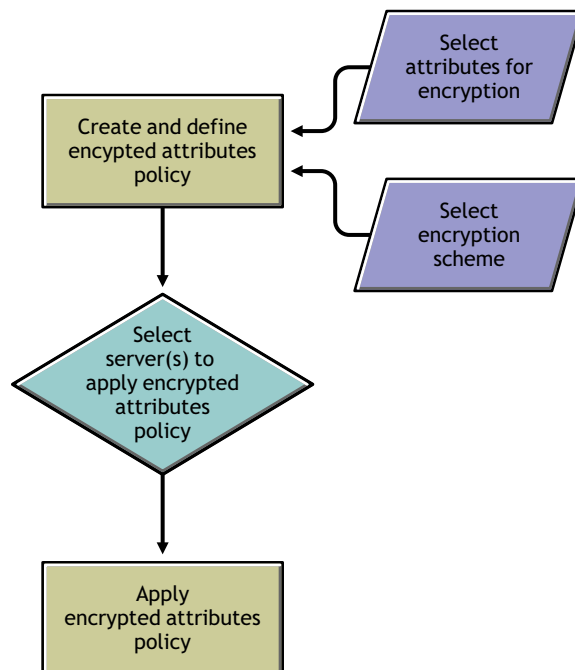 Select
attributes for
encryption
Create and define
encypted attributes
policy
Select
encryption
scheme
Select
server(s) to
apply encrypted
attributes
policy
Apply
encrypted attributes
policy